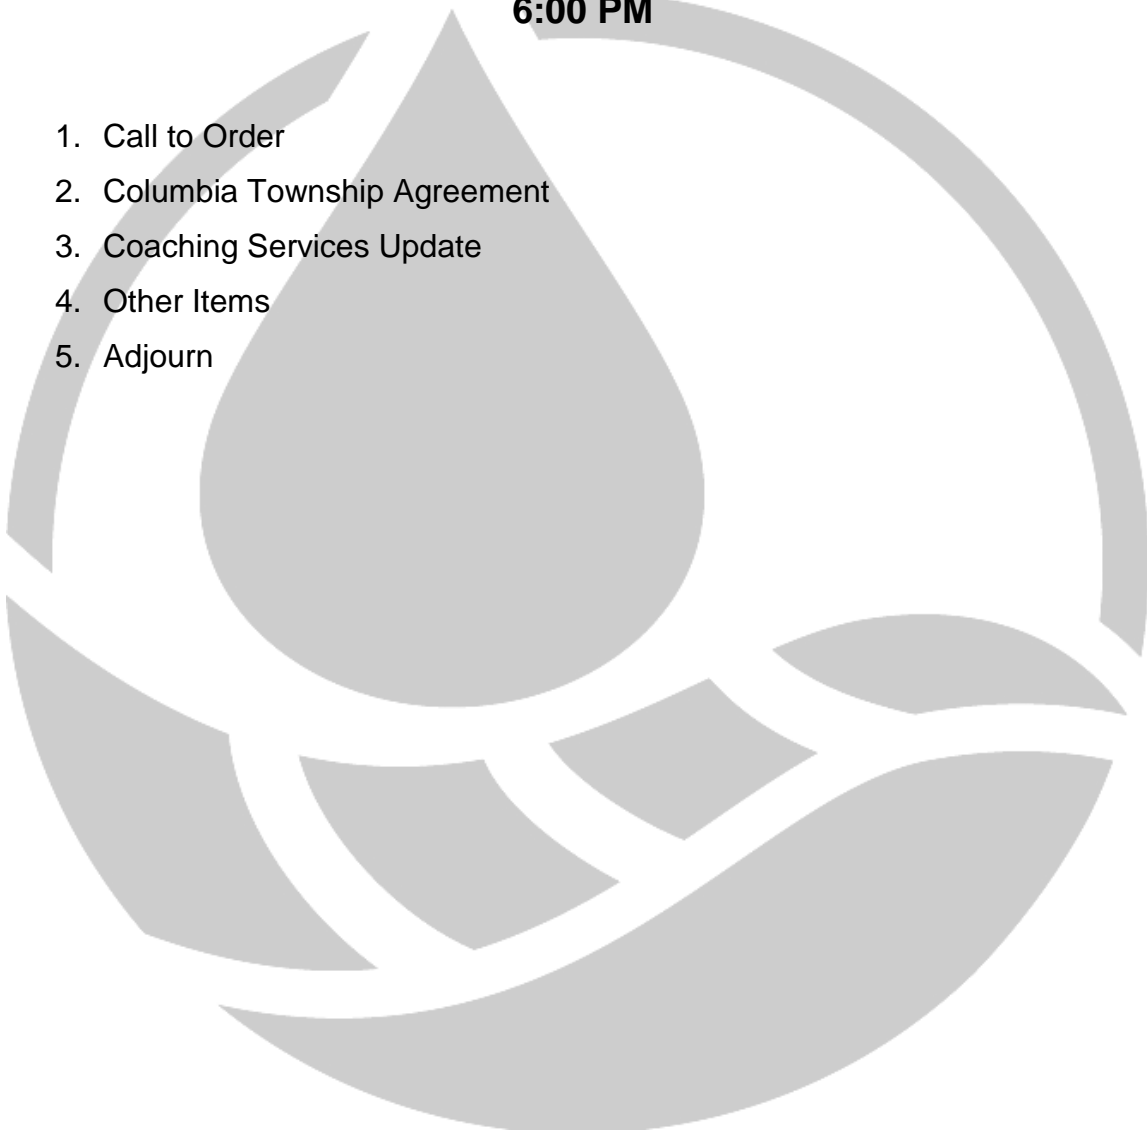 6:00 PM
1. Call to Order
2. Columbia Township Agreement
3. Coaching Services Update
4. Other Items
5. Adjourn